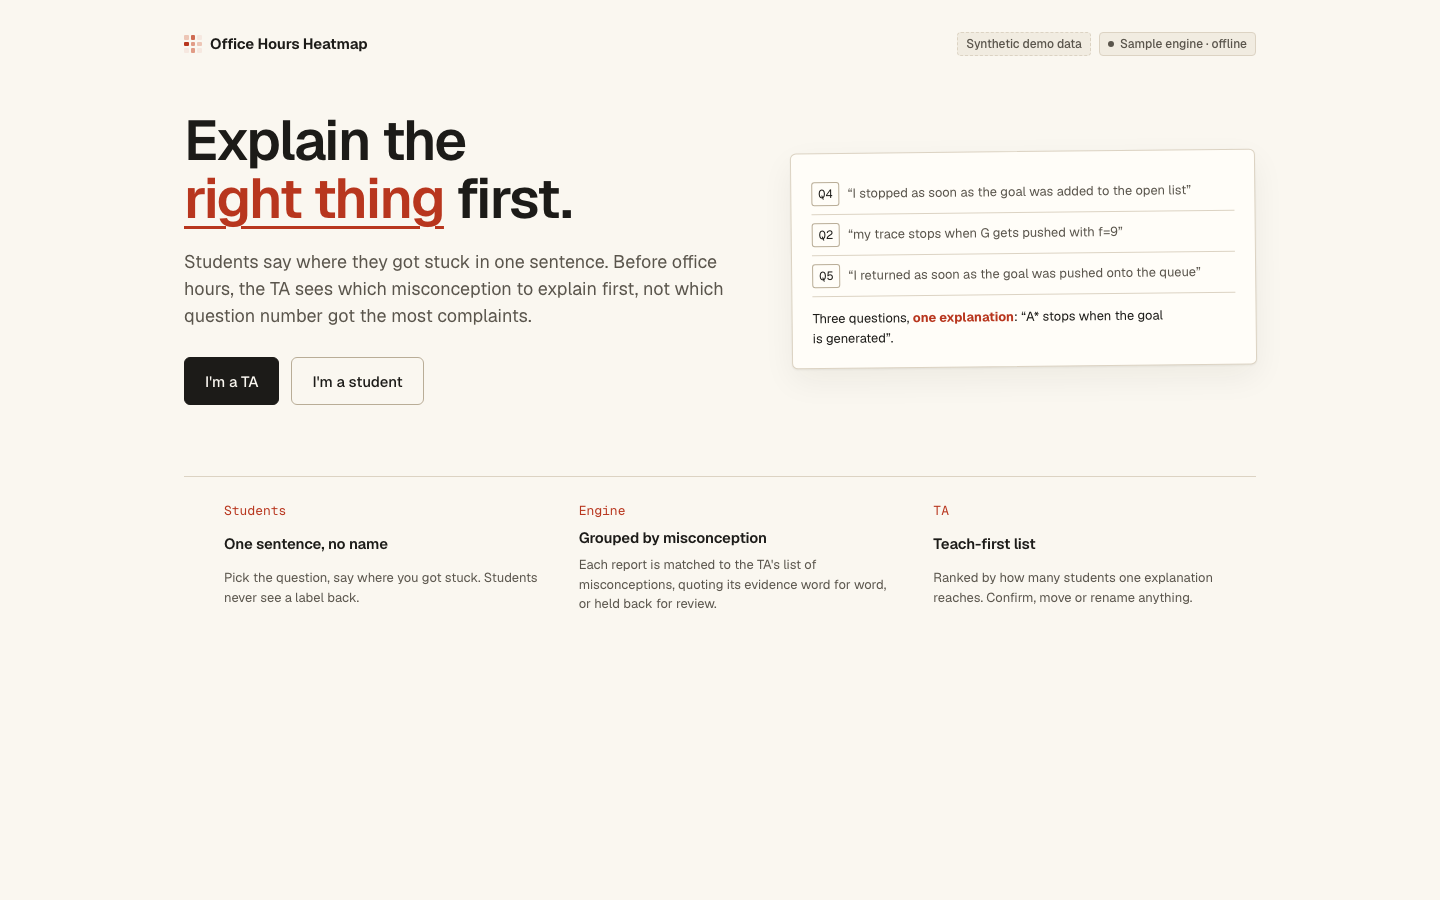 Office Hours Heatmap
Synthetic demo data
Sample engine · offline
Explain the
right thing first.
Students say where they got stuck in one sentence. Before office
hours, the TA sees which misconception to explain first, not which
question number got the most complaints.
I'm a TA
I'm a student
Q4 “I stopped as soon as the goal was added to the open list”
Q2 “my trace stops when G gets pushed with f=9”
Q5 “I returned as soon as the goal was pushed onto the queue”
Three questions, one explanation: “A* stops when the goal
is generated”.
Students
One sentence, no name
Pick the question, say where you got stuck. Students
never see a label back.
Engine
Grouped by misconception
Each report is matched to the TA’s list of
misconceptions, quoting its evidence word for word,
or held back for review.
TA
Teach-first list
Ranked by how many students one explanation
reaches. Confirm, move or rename anything.